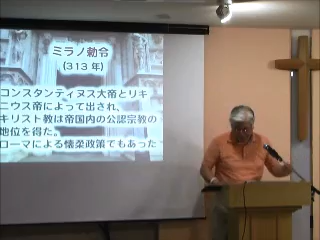 ミラノ勅令
(313 年)
コンスタンティヌス大帝とリキ
ニウス帝によって出され、
キリスト教は帝国内の公認宗教の
地位を得た。
ローマによる懐柔政策でもあった